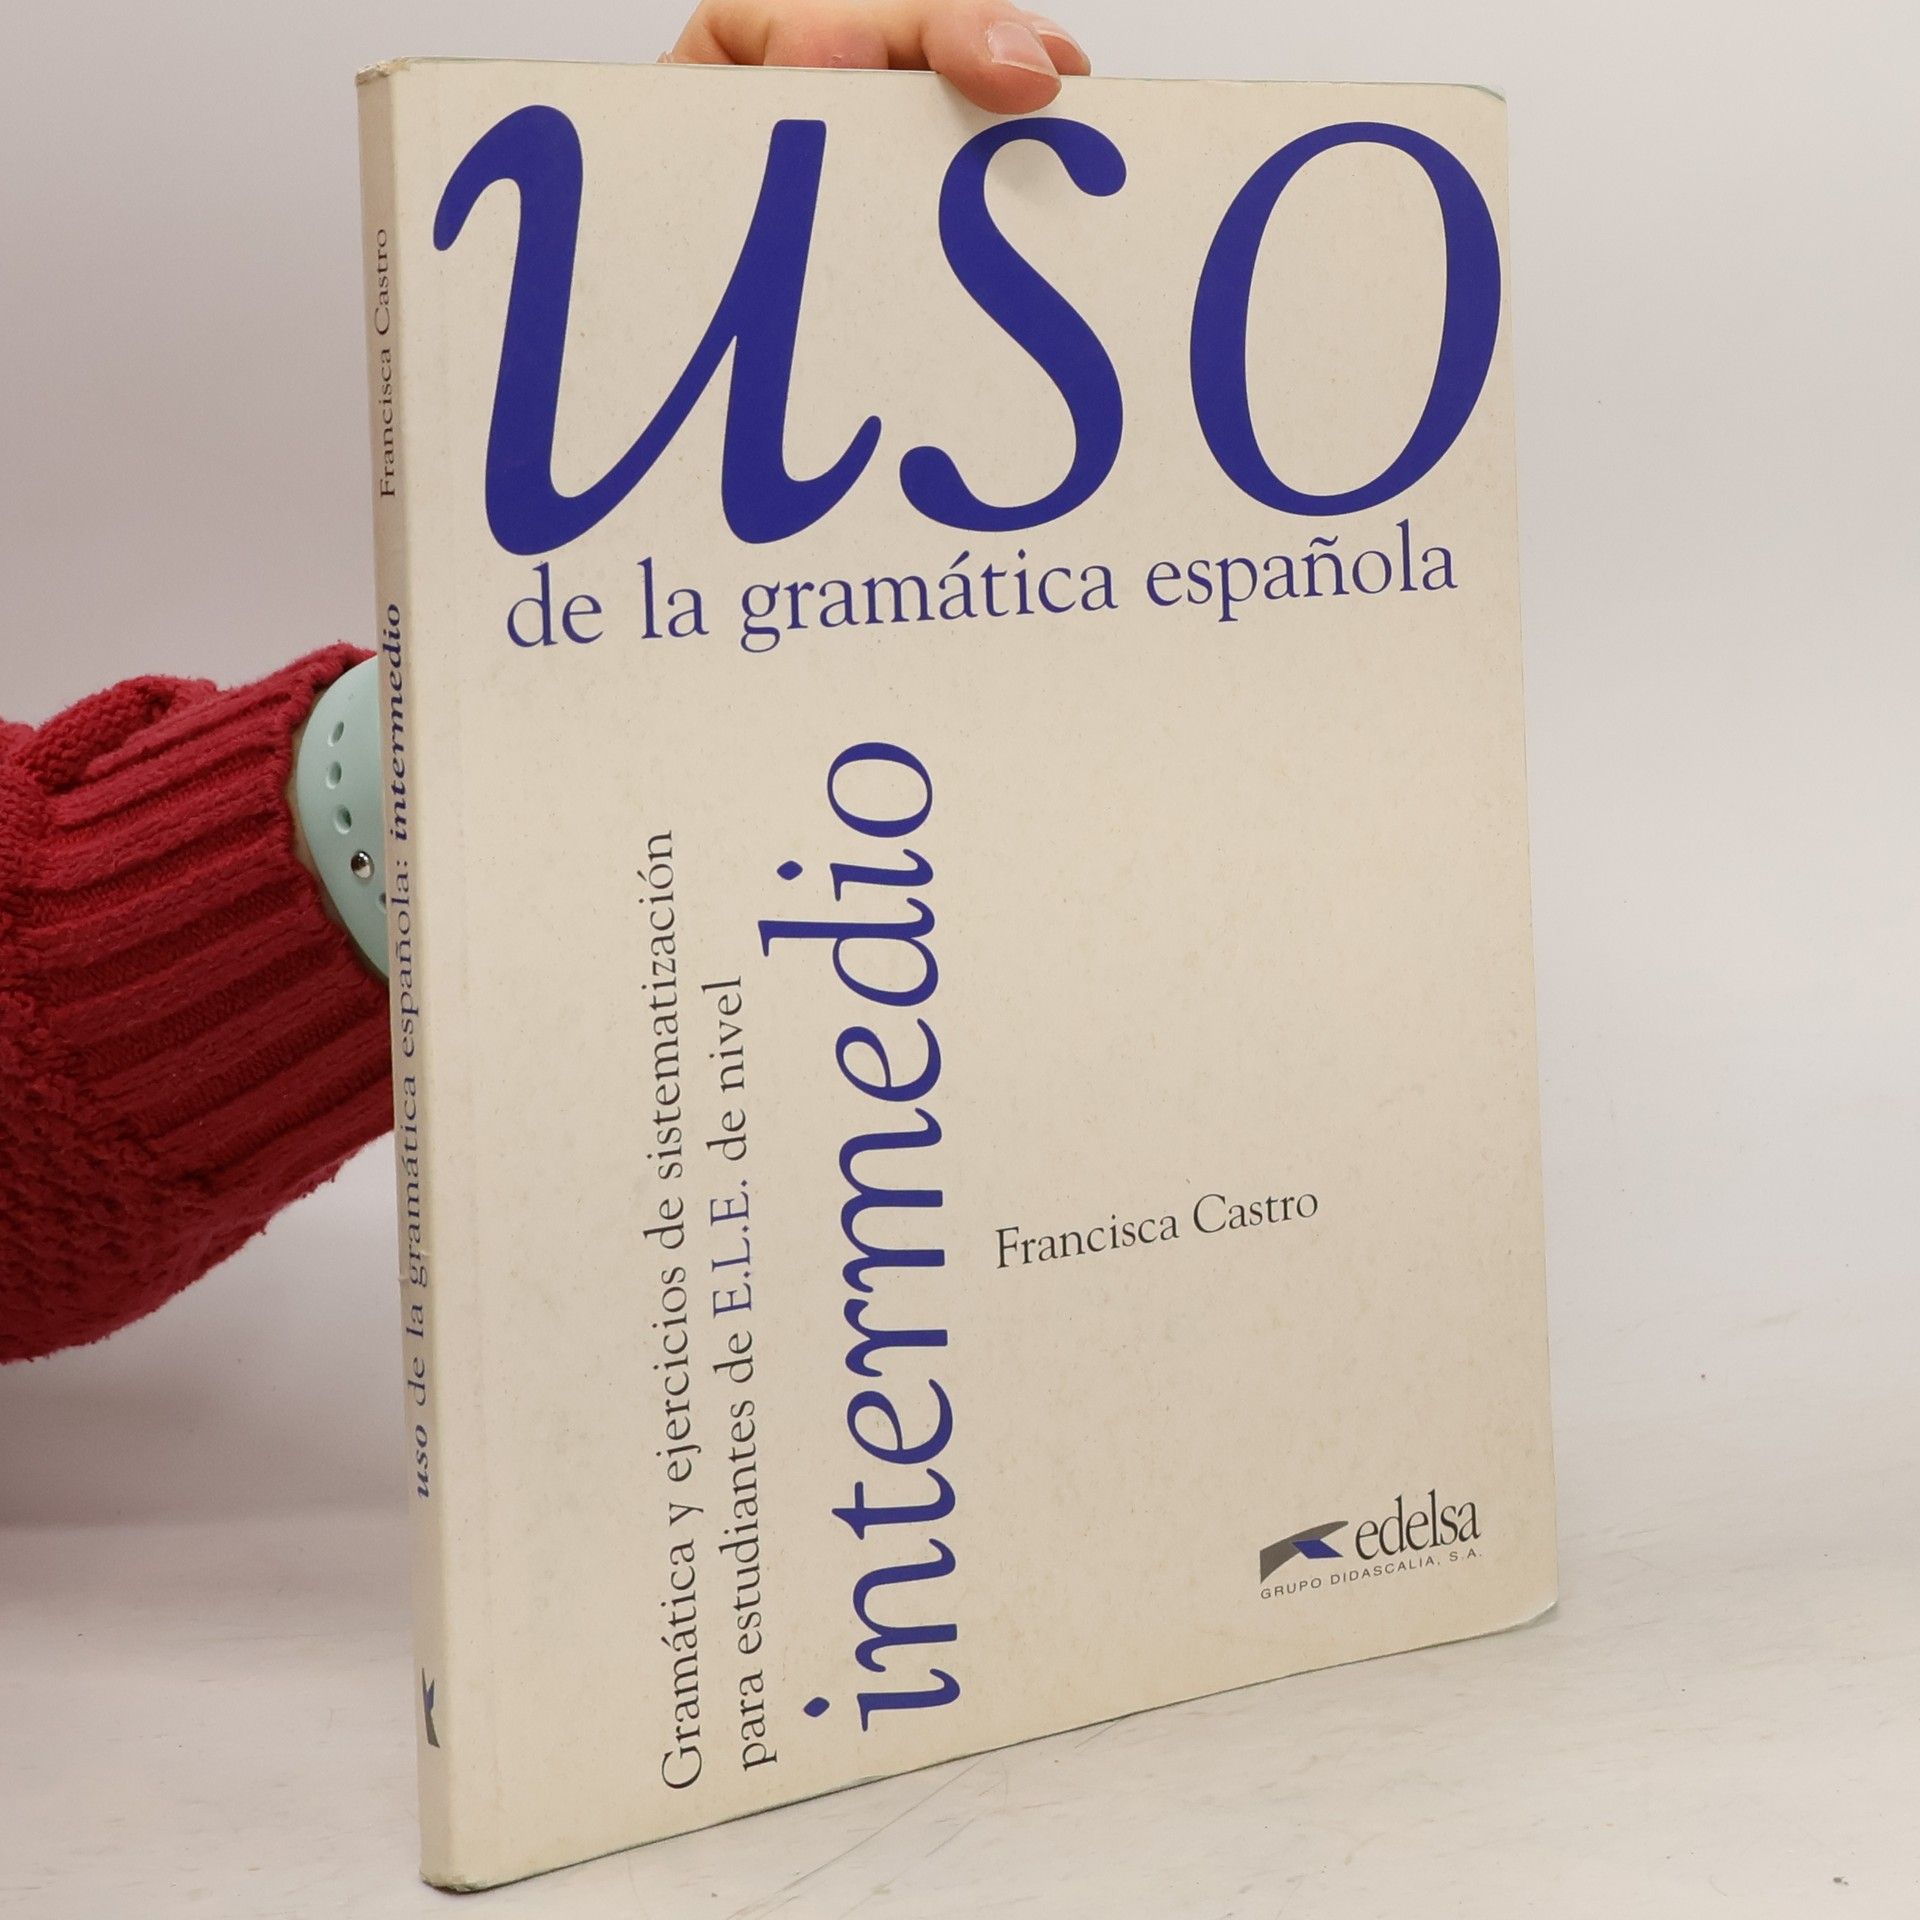 uso
de la gramática española
Gramática y ejercicios de sistematización
para estudiantes de E.L.E. de nivel
intermedio
Francisca Castro
edelsa
GRUPO DIDASCALIA, S.A.
uso de la gramática española: intermedio
Francisca Castro